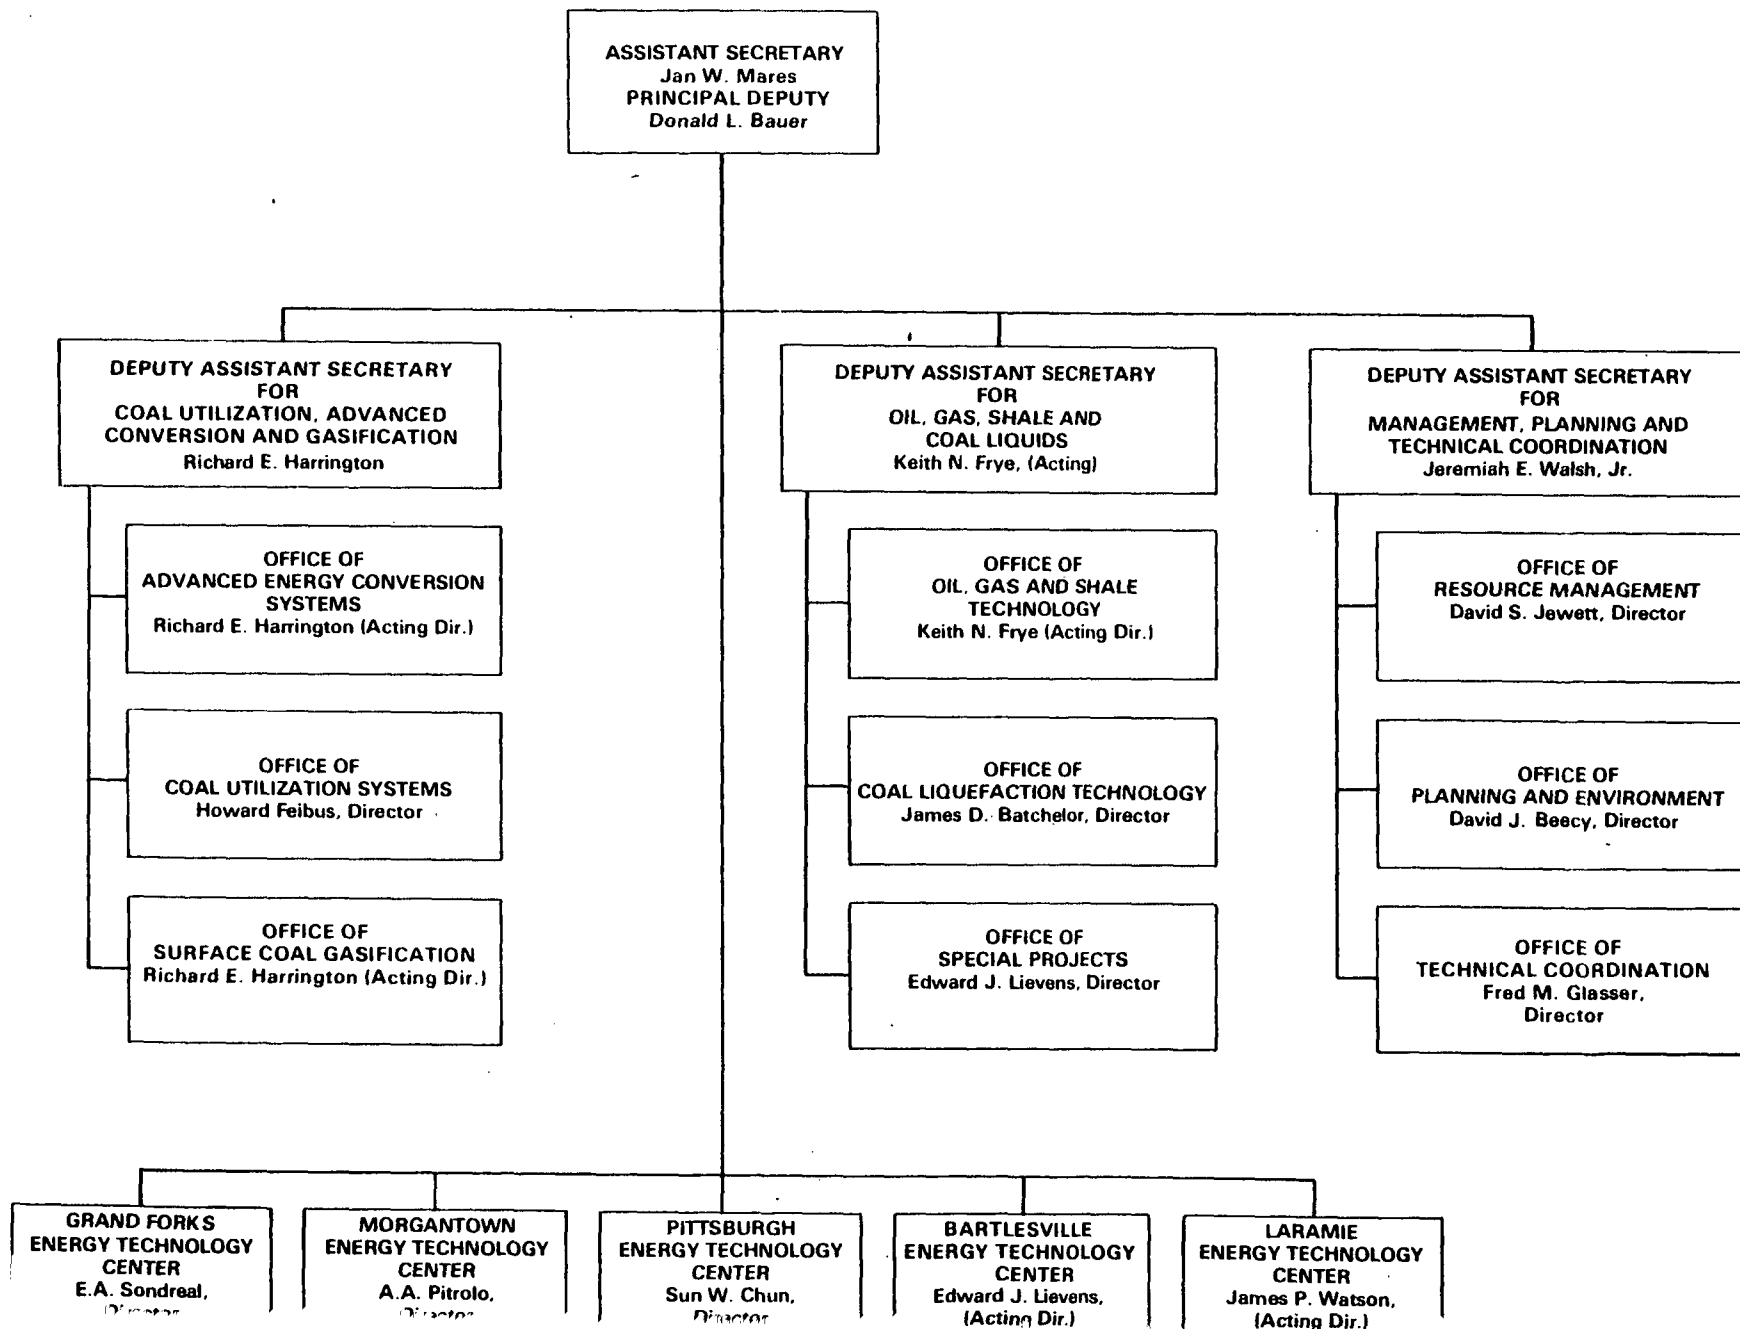 ASSISTANT SECRETARY
Jan W. Mares
PRINCIPAL DEPUTY
Donald L. Bauer
DEPUTY ASSISTANT SECRETARY
FOR
COAL UTILIZATION, ADVANCED
CONVERSION AND GASIFICATION
Richard E. Harrington
OFFICE OF
ADVANCED ENERGY CONVERSION
SYSTEMS
Richard E. Harrington (Acting Dir.)
OFFICE OF
COAL UTILIZATION SYSTEMS
Howard Feibus, Director
OFFICE OF
SURFACE COAL GASIFICATION
Richard E. Harrington (Acting Dir.)
DEPUTY ASSISTANT SECRETARY
FOR
OIL, GAS, SHALE AND
COAL LIQUIDS
Keith N. Frye, (Acting)
OFFICE OF
OIL, GAS AND SHALE
TECHNOLOGY
Keith N. Frye (Acting Dir.)
OFFICE OF
COAL LIQUEFACTION TECHNOLOGY
James D. Batchelor, Director
OFFICE OF
SPECIAL PROJECTS
Edward J. Lievens, Director
DEPUTY ASSISTANT SECRETARY
FOR
MANAGEMENT, PLANNING AND
TECHNICAL COORDINATION
Jeremiah E. Walsh, Jr.
OFFICE OF
RESOURCE MANAGEMENT
David S. Jewett, Director
OFFICE OF
PLANNING AND ENVIRONMENT
David J. Beecy, Director
OFFICE OF
TECHNICAL COORDINATION
Fred M. Glasser,
Director
GRAND FORKS
ENERGY TECHNOLOGY
CENTER
E.A. Sondreal,
Director
MORGANTOWN
ENERGY TECHNOLOGY
CENTER
A.A. Pitrolo,
Director
PITTSBURGH
ENERGY TECHNOLOGY
CENTER
Sun W. Chun,
Director
BARTLESVILLE
ENERGY TECHNOLOGY
CENTER
Edward J. Lievens,
(Acting Dir.)
LARAMIE
ENERGY TECHNOLOGY
CENTER
James P. Watson,
(Acting Dir.)